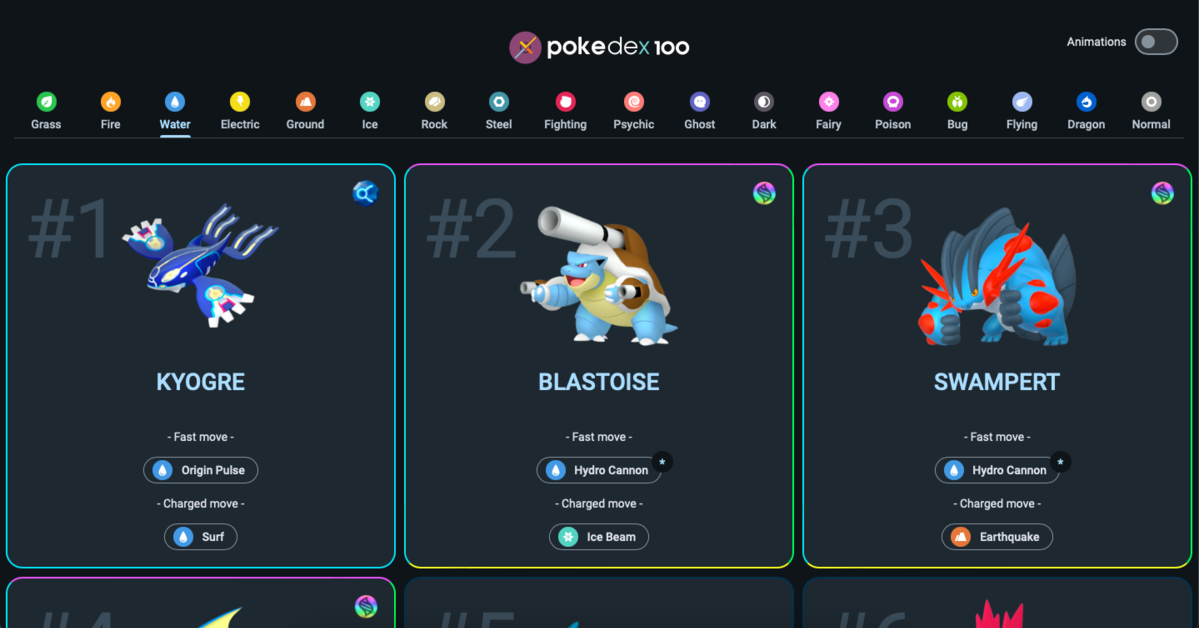 pokedex 100
Animations
Grass Fire Water Electric Ground Ice Rock Steel Fighting Psychic Ghost Dark Fairy Poison Bug Flying Dragon Normal
#1
KYOGRE
- Fast move -
Origin Pulse
- Charged move -
Surf
#2
BLASTOISE
- Fast move -
Hydro Cannon *
- Charged move -
Ice Beam
#3
SWAMPERT
- Fast move -
Hydro Cannon *
- Charged move -
Earthquake
#4
#5
#6